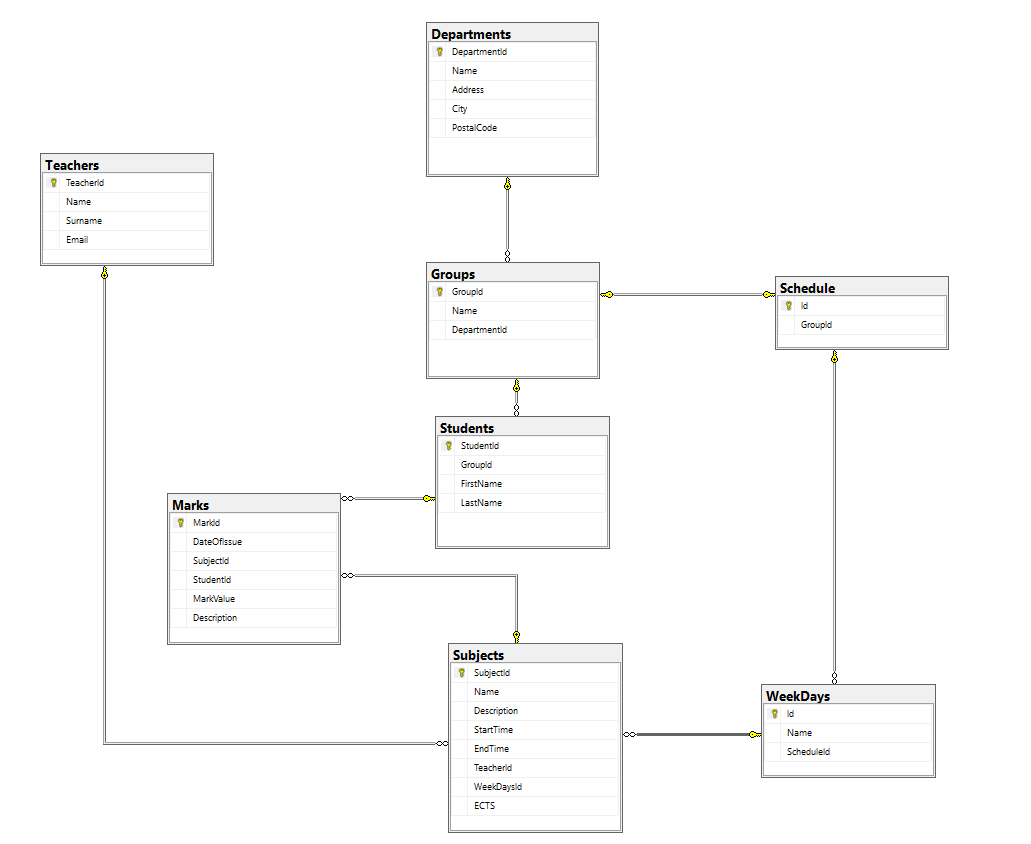 Departments
DepartmentId
Name
Address
City
PostalCode
Teachers
TeacherId
Name
Surname
Email
Groups
GroupId
Name
DepartmentId
Schedule
Id
GroupId
Students
StudentId
GroupId
FirstName
LastName
Marks
MarkId
DateOfIssue
SubjectId
StudentId
MarkValue
Description
Subjects
SubjectId
Name
Description
StartTime
EndTime
TeacherId
WeekDaysId
ECTS
WeekDays
Id
Name
ScheduleId